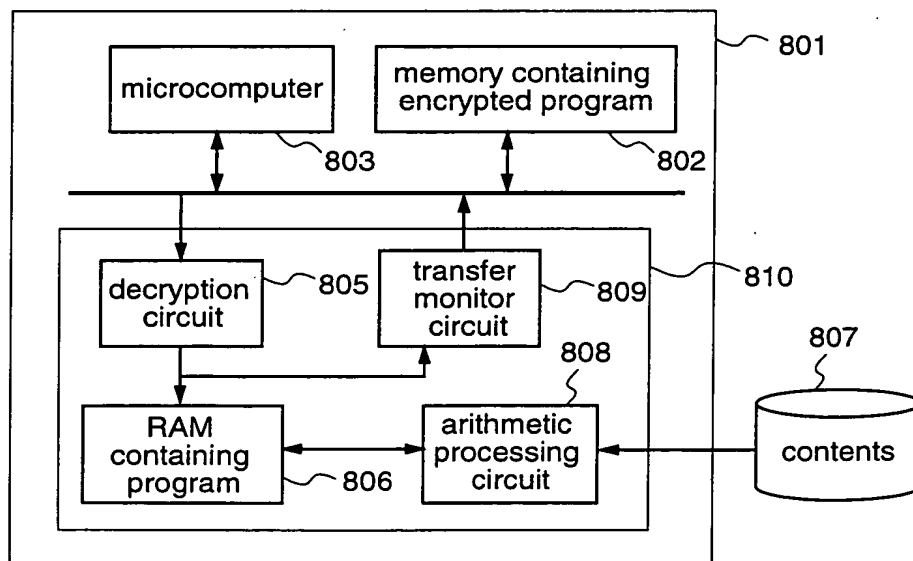 801
microcomputer
803
memory containing
encrypted program
802
810
decryption
circuit
805
transfer
monitor
circuit
809
RAM
containing
program
806
808
arithmetic
processing
circuit
807
contents